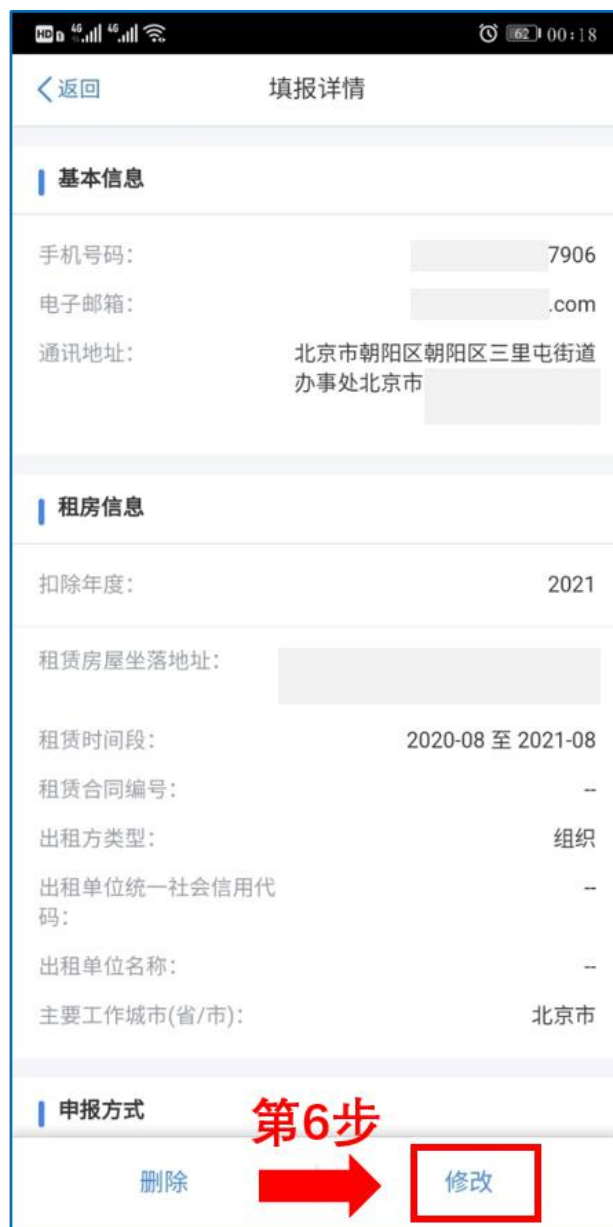 HD 4G 4G 62 00:18
返回 填报详情
基本信息
手机号码： 7906
电子邮箱： .com
通讯地址： 北京市朝阳区朝阳区三里屯街道
办事处北京市
租房信息
扣除年度： 2021
租赁房屋坐落地址：
租赁时间段： 2020-08 至 2021-08
租赁合同编号： --
出租方类型： 组织
出租单位统一社会信用代 --
码：
出租单位名称： --
主要工作城市(省/市)： 北京市
申报方式
第6步
删除 修改